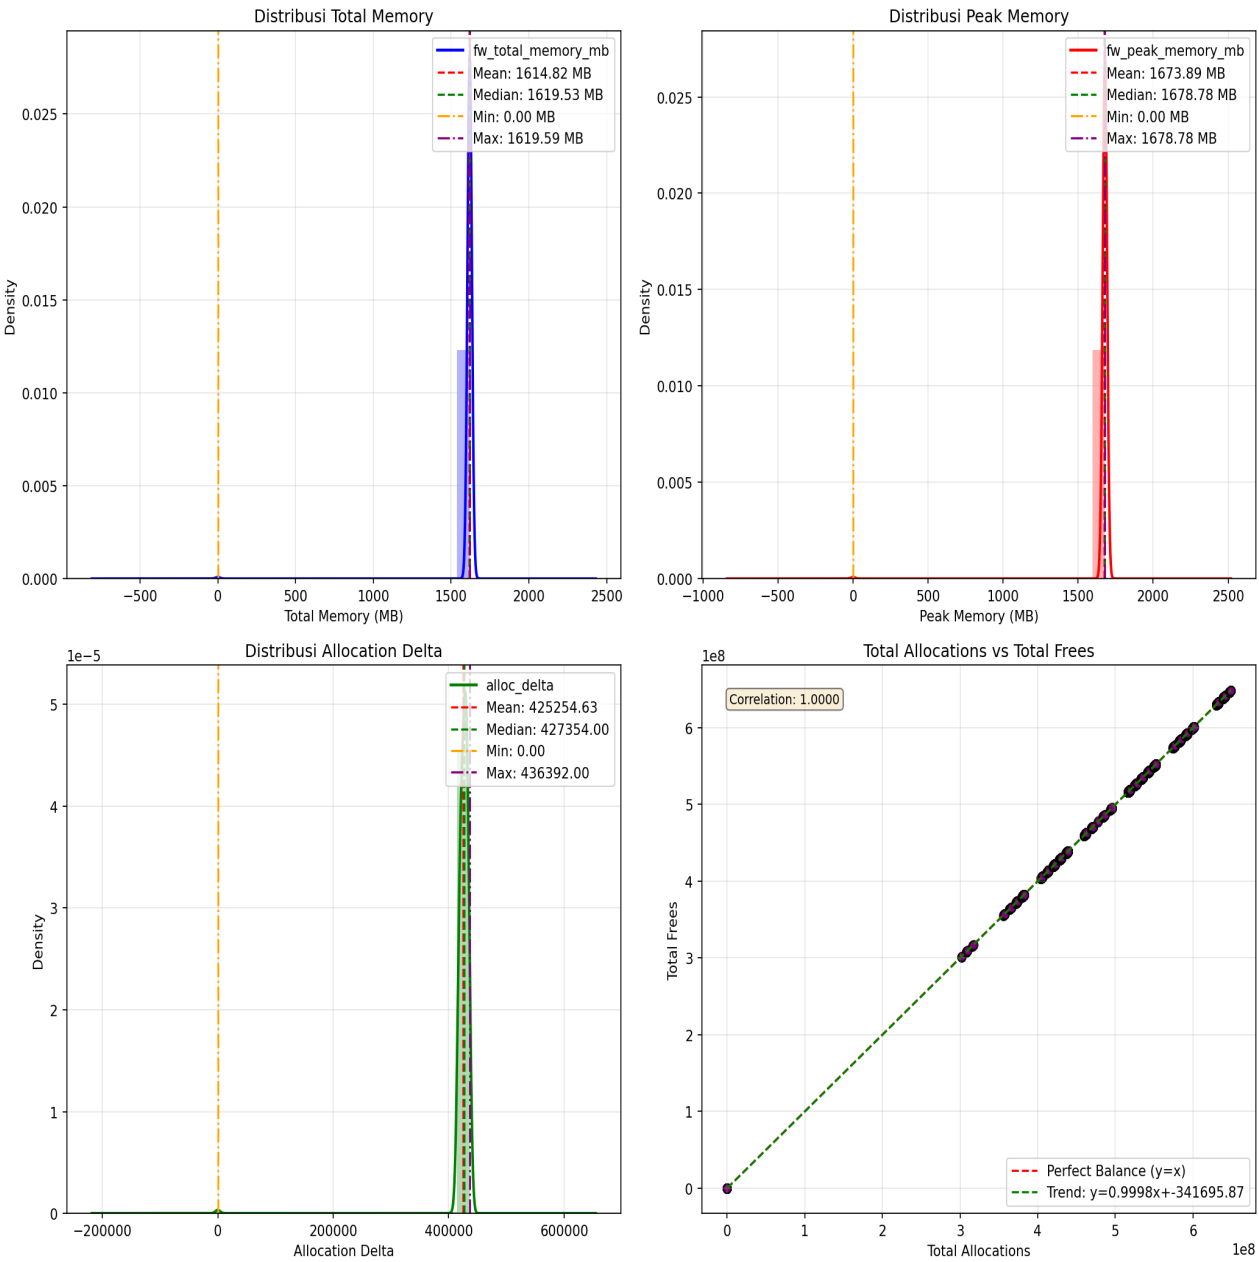 Distribusi Total Memory
fw_total_memory_mb
Mean: 1614.82 MB
Median: 1619.53 MB
Min: 0.00 MB
Max: 1619.59 MB
Density
0.025
0.020
0.015
0.010
0.005
0.000
−500 0 500 1000 1500 2000 2500
Total Memory (MB)
Distribusi Peak Memory
fw_peak_memory_mb
Mean: 1673.89 MB
Median: 1678.78 MB
Min: 0.00 MB
Max: 1678.78 MB
Density
0.025
0.020
0.015
0.010
0.005
0.000
−1000 −500 0 500 1000 1500 2000 2500
Peak Memory (MB)
Distribusi Allocation Delta
1e−5
alloc_delta
Mean: 425254.63
Median: 427354.00
Min: 0.00
Max: 436392.00
Density
5
4
3
2
1
0
−200000 0 200000 400000 600000
Allocation Delta
Total Allocations vs Total Frees
1e8
Correlation: 1.0000
Total Frees
6
5
4
3
2
1
0
Perfect Balance (y=x)
Trend: y=0.9998x+-341695.87
0 1 2 3 4 5 6
1e8
Total Allocations